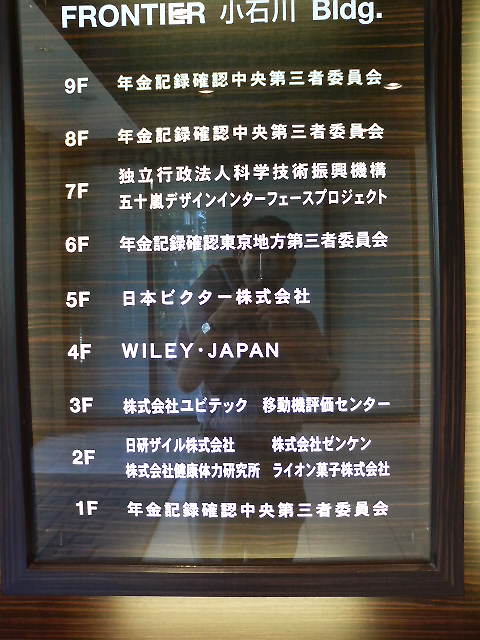 FRONTIER 小石川 Bldg.
9F 年金記録確認中央第三者委員会
8F 年金記録確認中央第三者委員会
7F 独立行政法人科学技術振興機構
五十嵐デザインインターフェースプロジェクト
6F 年金記録確認東京地方第三者委員会
5F 日本ビクター株式会社
4F WILEY・JAPAN
3F 株式会社ユビテック 移動機評価センター
2F 日研ザイル株式会社 株式会社ゼンケン
株式会社健康体力研究所 ライオン菓子株式会社
1F 年金記録確認中央第三者委員会